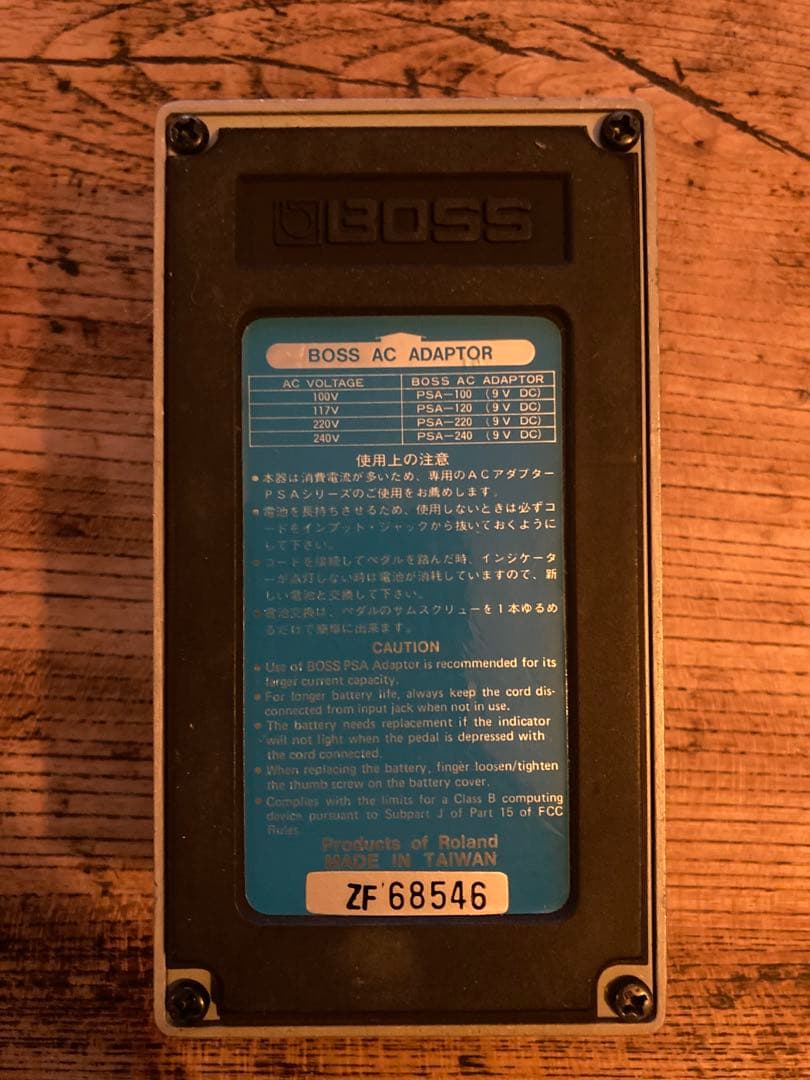 BOSS
BOSS AC ADAPTOR
AC VOLTAGE BOSS AC ADAPTOR
100V PSA-100 (9V DC)
117V PSA-120 (9V DC)
220V PSA-220 (9V DC)
240V PSA-240 (9V DC)
使用上の注意
●本器は消費電流が多いため、専用のACアダプター
PSAシリーズのご使用をお薦めします。
●電池を長持ちさせるため、使用しないときは必ずコ
ードをインプット・ジャックから抜いておくように
して下さい。
●コードを接続してペダルを踏んだ時、インジケータ
ーが点灯しない時は電池が消耗していますので、新
しい電池と交換して下さい。
●電池交換は、ペダルのサムスクリューを1本ゆるめ
るだけで簡単に出来ます。
CAUTION
● Use of BOSS PSA Adaptor is recommended for its
larger current capacity.
● For longer battery life, always keep the cord dis-
connected from input jack when not in use.
● The battery needs replacement if the indicator
will not light when the pedal is depressed with
the cord connected.
● When replacing the battery, finger loosen/tighten
the thumb screw on the battery cover.
● Complies with the limits for a Class B computing
device pursuant to Subpart J of Part 15 of FCC
Rules
Products of Roland
MADE IN TAIWAN
ZF 68546